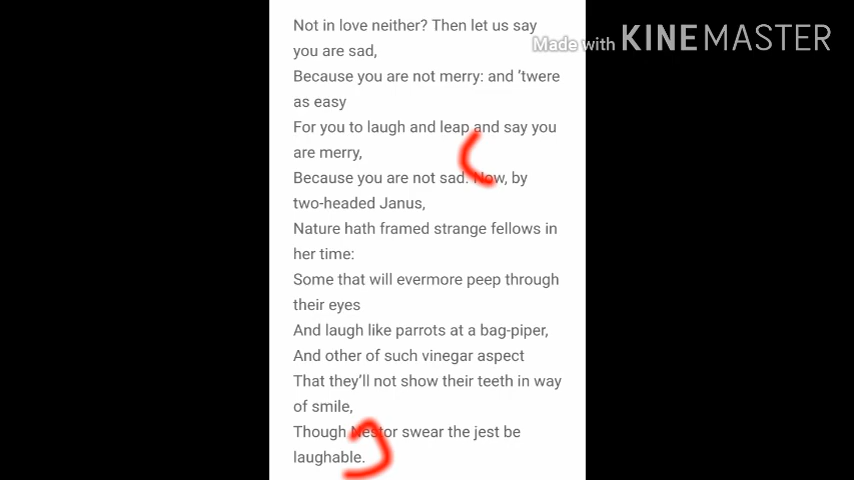 Not in love neither? Then let us say
you are sad,
Because you are not merry: and 'twere
as easy
For you to laugh and leap and say you
are merry,
Because you are not sad. Now, by
two-headed Janus,
Nature hath framed strange fellows in
her time:
Some that will evermore peep through
their eyes
And laugh like parrots at a bag-piper,
And other of such vinegar aspect
That they'll not show their teeth in way
of smile,
Though Nestor swear the jest be
laughable.
Made with KINEMASTER